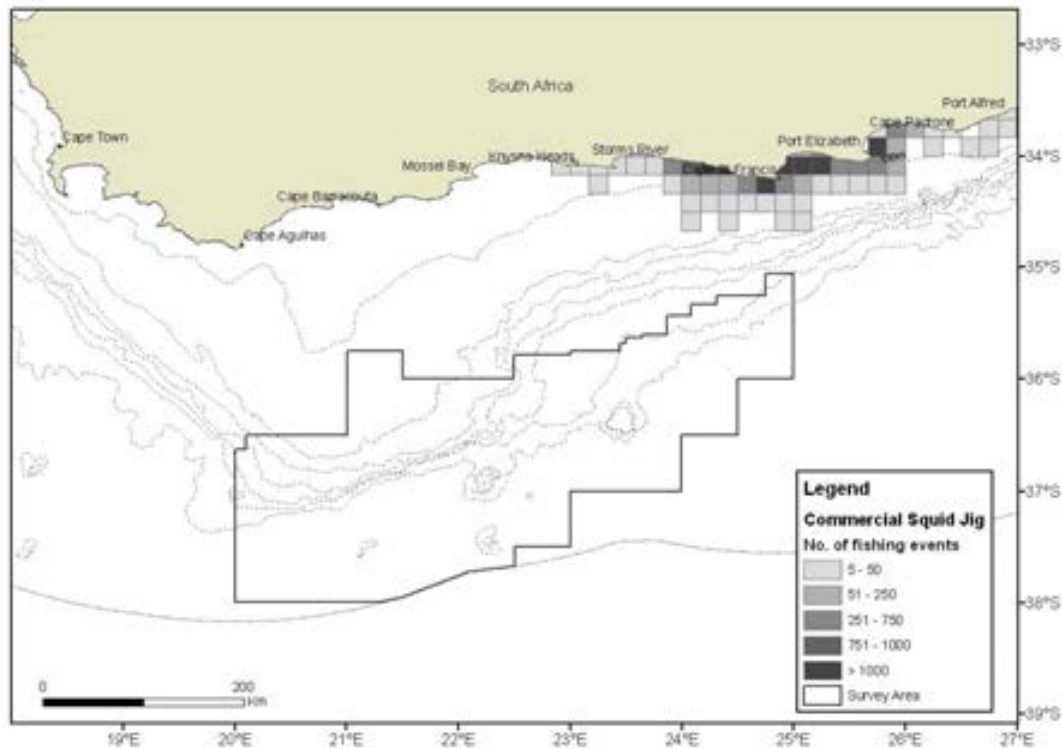 33°S
South Africa
Port Alfred
Cape Padrone
Cape Town
Port Elizabeth
Storms River
Knysna Heads
34°S
Mossel Bay
Cape St Francis
Cape Barracouta
Cape Agulhas
35°S
36°S
Legend
37°S
Commercial Squid Jig
No. of fishing events
5 - 50
51 - 250
38°S
251 - 750
751 - 1000
> 1000
0
200
km
Survey Area
39°S
19°E
20°E
21°E
22°E
23°E
24°E
25°E
26°E
27°E